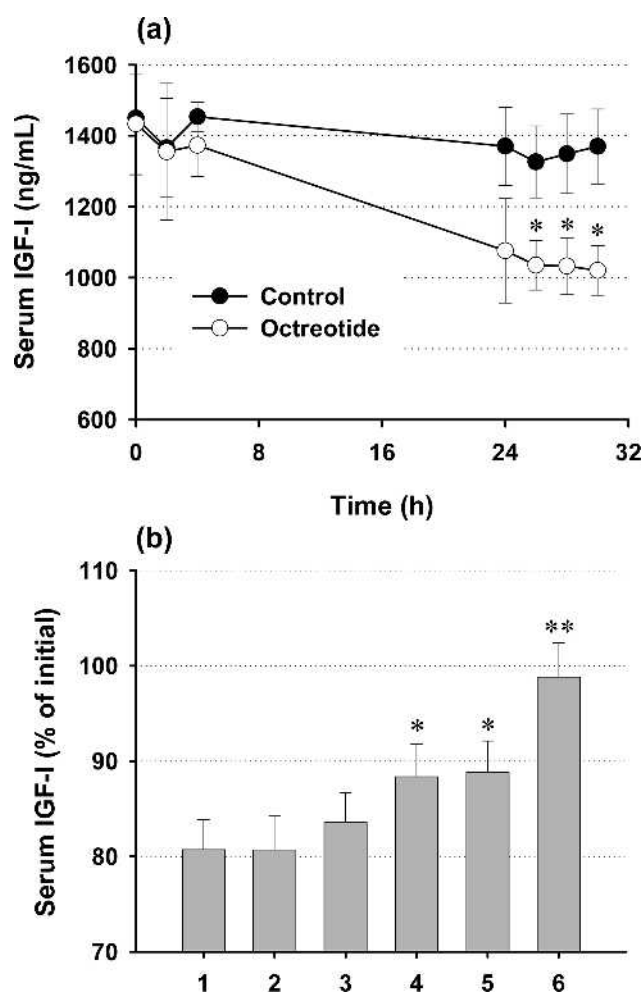 (a)
Serum IGF-I (ng/mL)
1600
1400
1200
1000
800
600
* * *
Control
Octreotide
0 8 16 24 32
Time (h)
(b)
Serum IGF-I (% of initial)
110
100
90
80
70
* * **
1 2 3 4 5 6